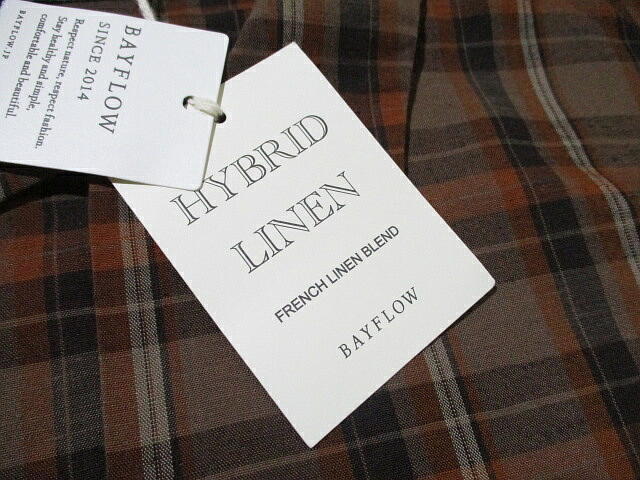 BAYFLOW
SINCE 2014
Respect nature, respect fashion.
Stay healthy and simple,
comfortable and beautiful.
BAYFLOW.JP
HYBRID
LINEN
FRENCH LINEN BLEND
BAYFLOW